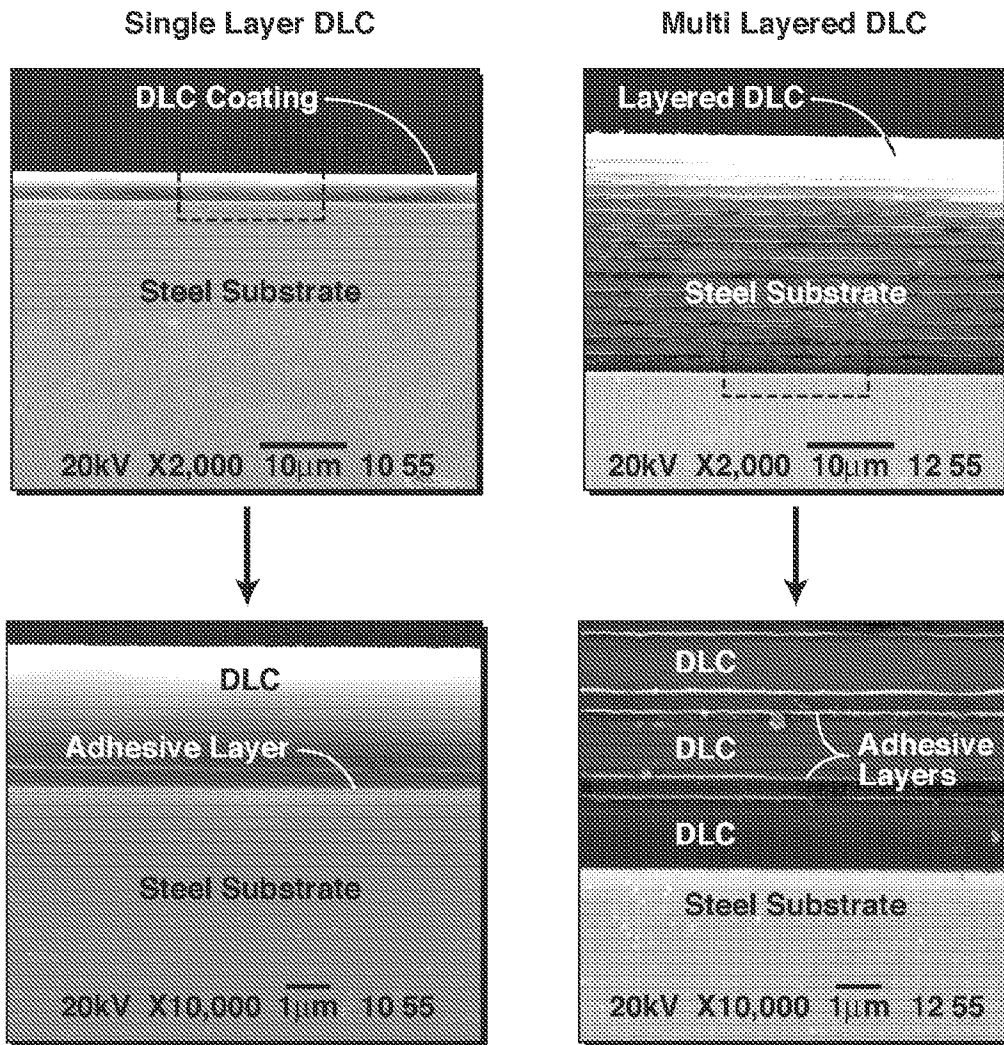 Single Layer DLC
Multi Layered DLC
DLC Coating
Steel Substrate
20kV X2,000 10μm 10 55
Layered DLC
Steel Substrate
20kV X2,000 10μm 12 55
DLC
Adhesive Layer
Steel Substrate
20kV X10,000 1μm 10 55
DLC
DLC
Adhesive
Layers
DLC
S
Steel Substrate
20kV X10,000 1μm 12 55